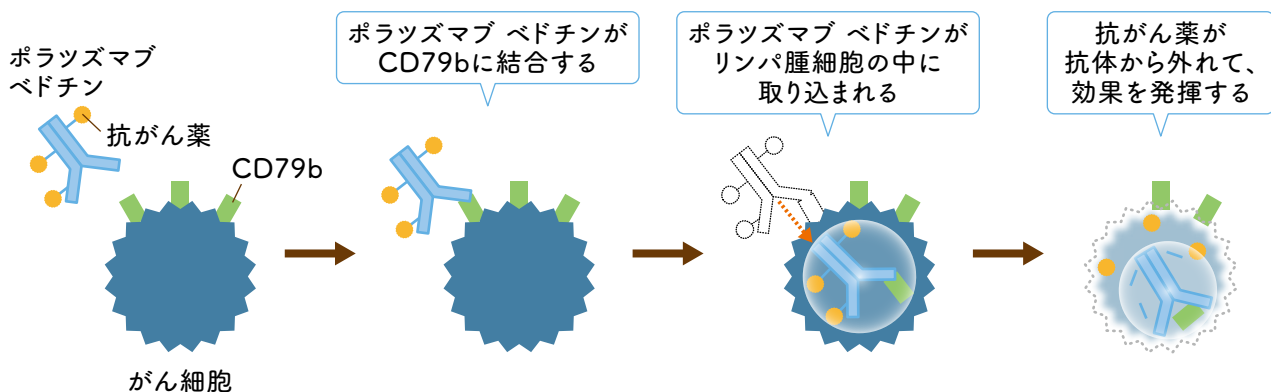 ポラツズマブ
ベドチン
抗がん薬
CD79b
がん細胞
ポラツズマブ ベドチンが
CD79bに結合する
ポラツズマブ ベドチンが
リンパ腫細胞の中に
取り込まれる
抗がん薬が
抗体から外れて、
効果を発揮する